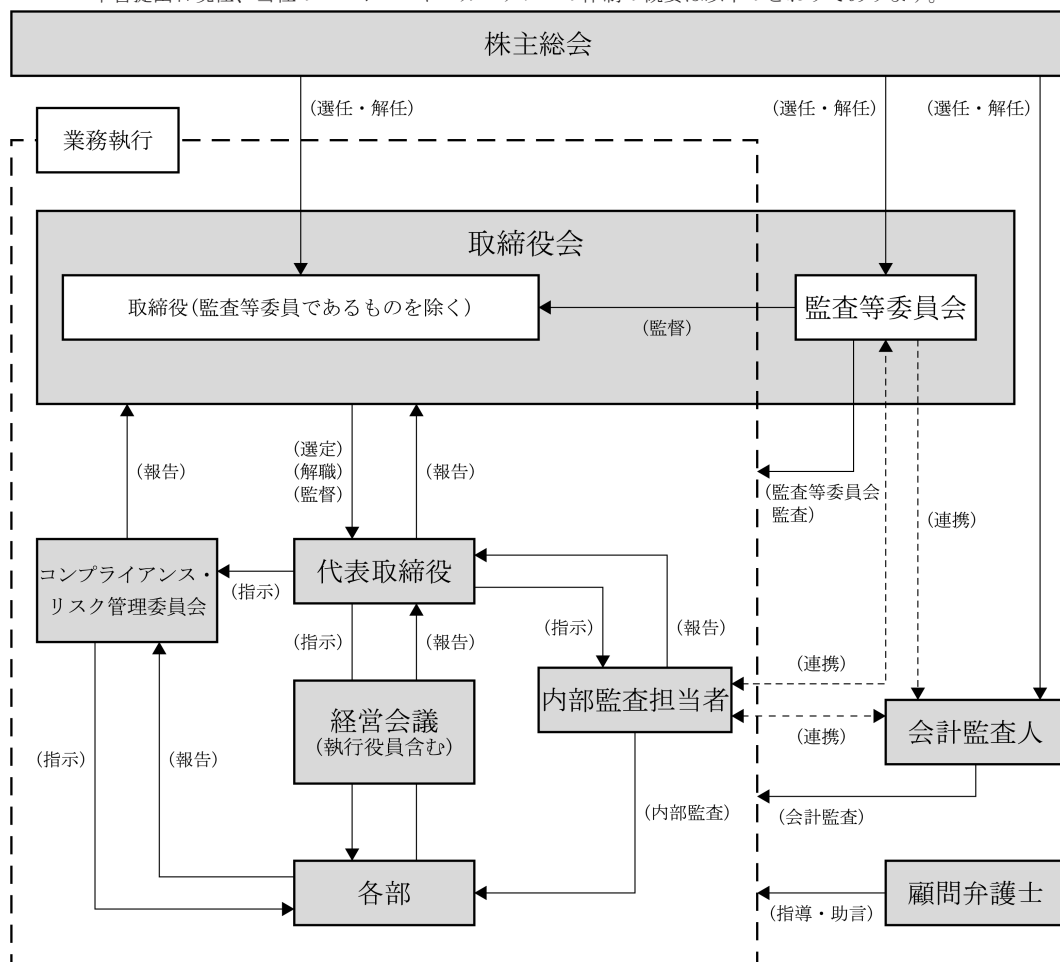 株主総会
(選任・解任)
(選任・解任)
(選任・解任)
業務執行
取締役会
取締役(監査等委員であるものを除く)
監査等委員会
(監督)
(報告)
(選定)
(解職)
(監督)
(報告)
(監査等委員会
監査)
(連携)
コンプライアンス・
リスク管理委員会
(指示)
代表取締役
(指示)
(報告)
(指示)
(報告)
(連携)
内部監査担当者
(連携)
会計監査人
経営会議
(執行役員含む)
(指示)
(報告)
(内部監査)
(会計監査)
各部
顧問弁護士
(指導・助言)